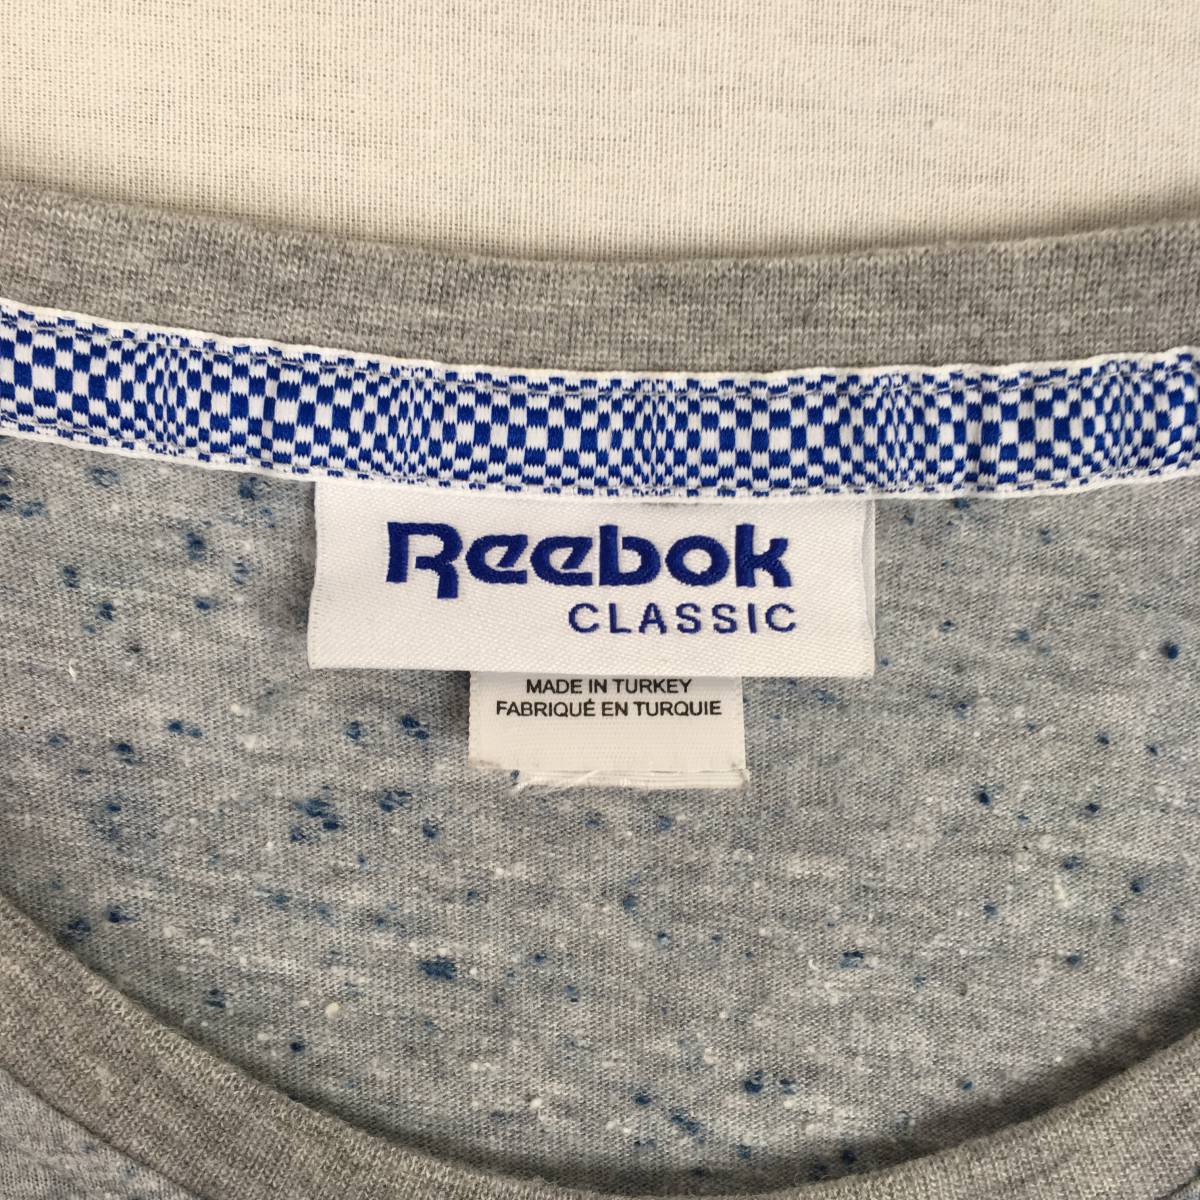 Reebok
CLASSIC
MADE IN TURKEY
FABRIQUÉ EN TURQUIE